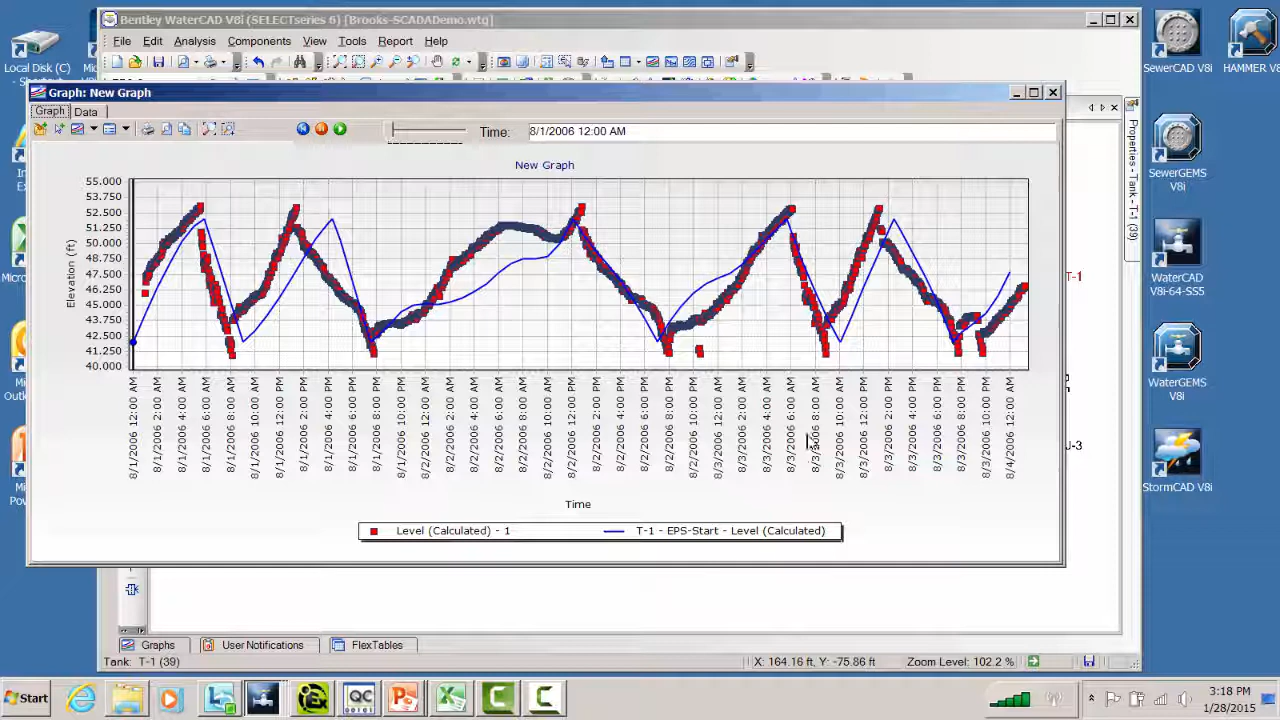 Bentley WaterCAD V8i (SELECTseries 6) [Brooks-SCADADemo.wtg]
File Edit Analysis Components View Tools Report Help
Local Disk (C)
Graph: New Graph
Graph Data
Time: 8/1/2006 12:00 AM
New Graph
Elevation (ft)
55.000
53.750
52.500
51.250
50.000
48.750
47.500
46.250
45.000
43.750
42.500
41.250
40.000
8/1/2006 12:00 AM
8/1/2006 2:00 AM
8/1/2006 4:00 AM
8/1/2006 6:00 AM
8/1/2006 8:00 AM
8/1/2006 10:00 AM
8/1/2006 12:00 PM
8/1/2006 2:00 PM
8/1/2006 4:00 PM
8/1/2006 6:00 PM
8/1/2006 8:00 PM
8/1/2006 10:00 PM
8/2/2006 12:00 AM
8/2/2006 2:00 AM
8/2/2006 4:00 AM
8/2/2006 6:00 AM
8/2/2006 8:00 AM
8/2/2006 10:00 AM
8/2/2006 12:00 PM
8/2/2006 2:00 PM
8/2/2006 4:00 PM
8/2/2006 6:00 PM
8/2/2006 8:00 PM
8/2/2006 10:00 PM
8/3/2006 12:00 AM
8/3/2006 2:00 AM
8/3/2006 4:00 AM
8/3/2006 6:00 AM
8/3/2006 8:00 AM
8/3/2006 10:00 AM
8/3/2006 12:00 PM
8/3/2006 2:00 PM
8/3/2006 4:00 PM
8/3/2006 6:00 PM
8/3/2006 8:00 PM
8/3/2006 10:00 PM
8/4/2006 12:00 AM
Time
Level (Calculated) - 1
T-1 - EPS-Start - Level (Calculated)
T-1
J-3
Properties - Tank - T-1 (39)
SewerCAD V8i
HAMMER V8i
SewerGEMS
V8i
WaterCAD
V8i-64-SS5
WaterGEMS
V8i
StormCAD V8i
Graphs
User Notifications
FlexTables
Tank: T-1 (39)
X: 164.16 ft, Y: -75.86 ft
Zoom Level: 102.2 %
Start
3:18 PM
1/28/2015